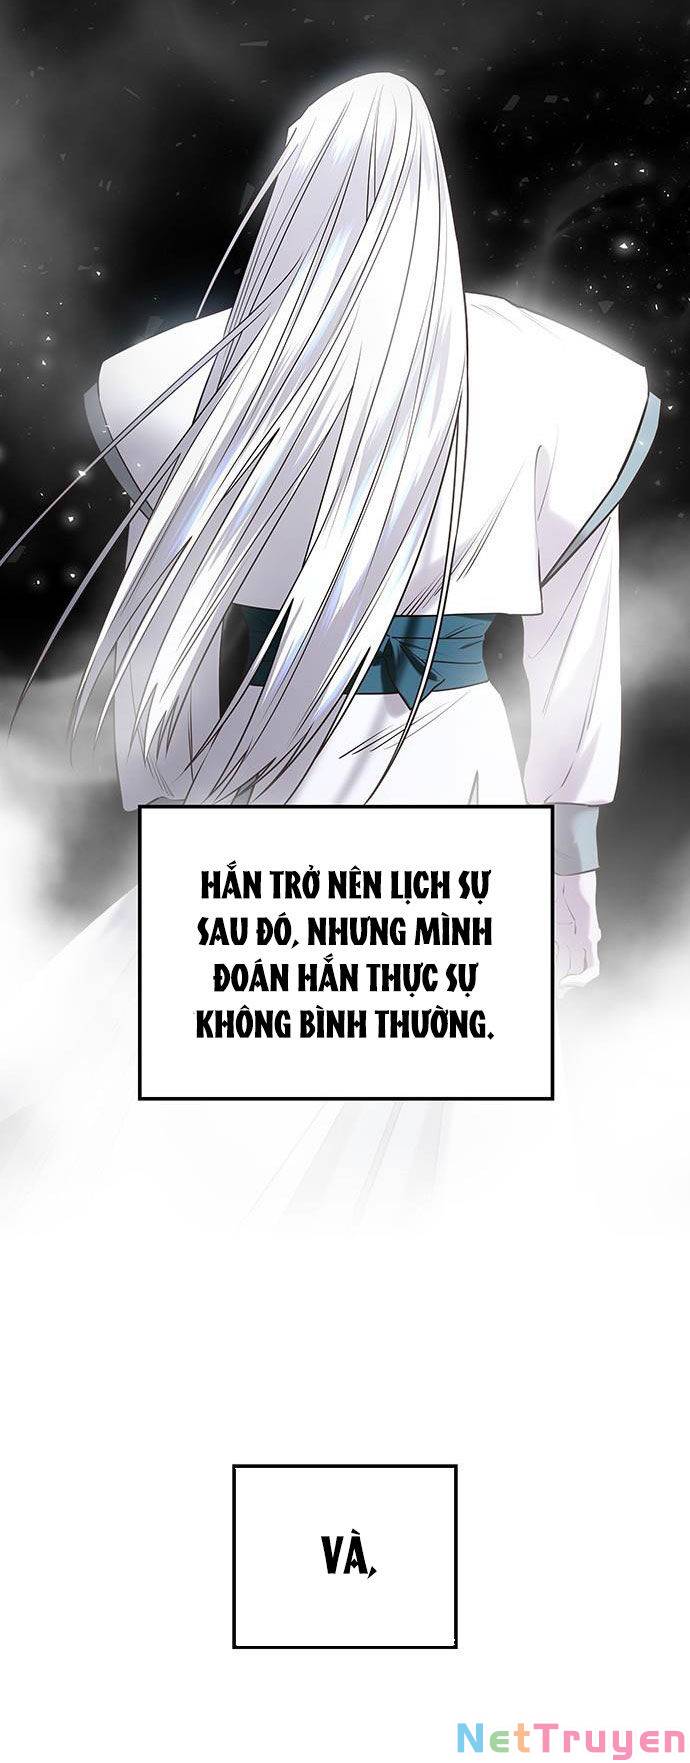 HẮN TRỞ NÊN LỊCH SỰ
SAU ĐÓ, NHƯNG MÌNH
ĐOÁN HẮN THỰC SỰ
KHÔNG BÌNH THƯỜNG.
VÀ,
NetTruyen